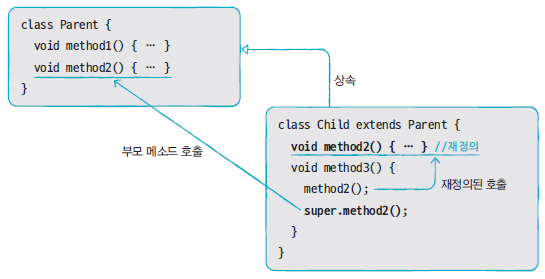 class Parent {
void method1() { … }
void method2() { … }
}
상속
부모 메소드 호출
class Child extends Parent {
void method2() { … } //재정의
void method3() {
method2();
재정의된 호출
super.method2();
}
}